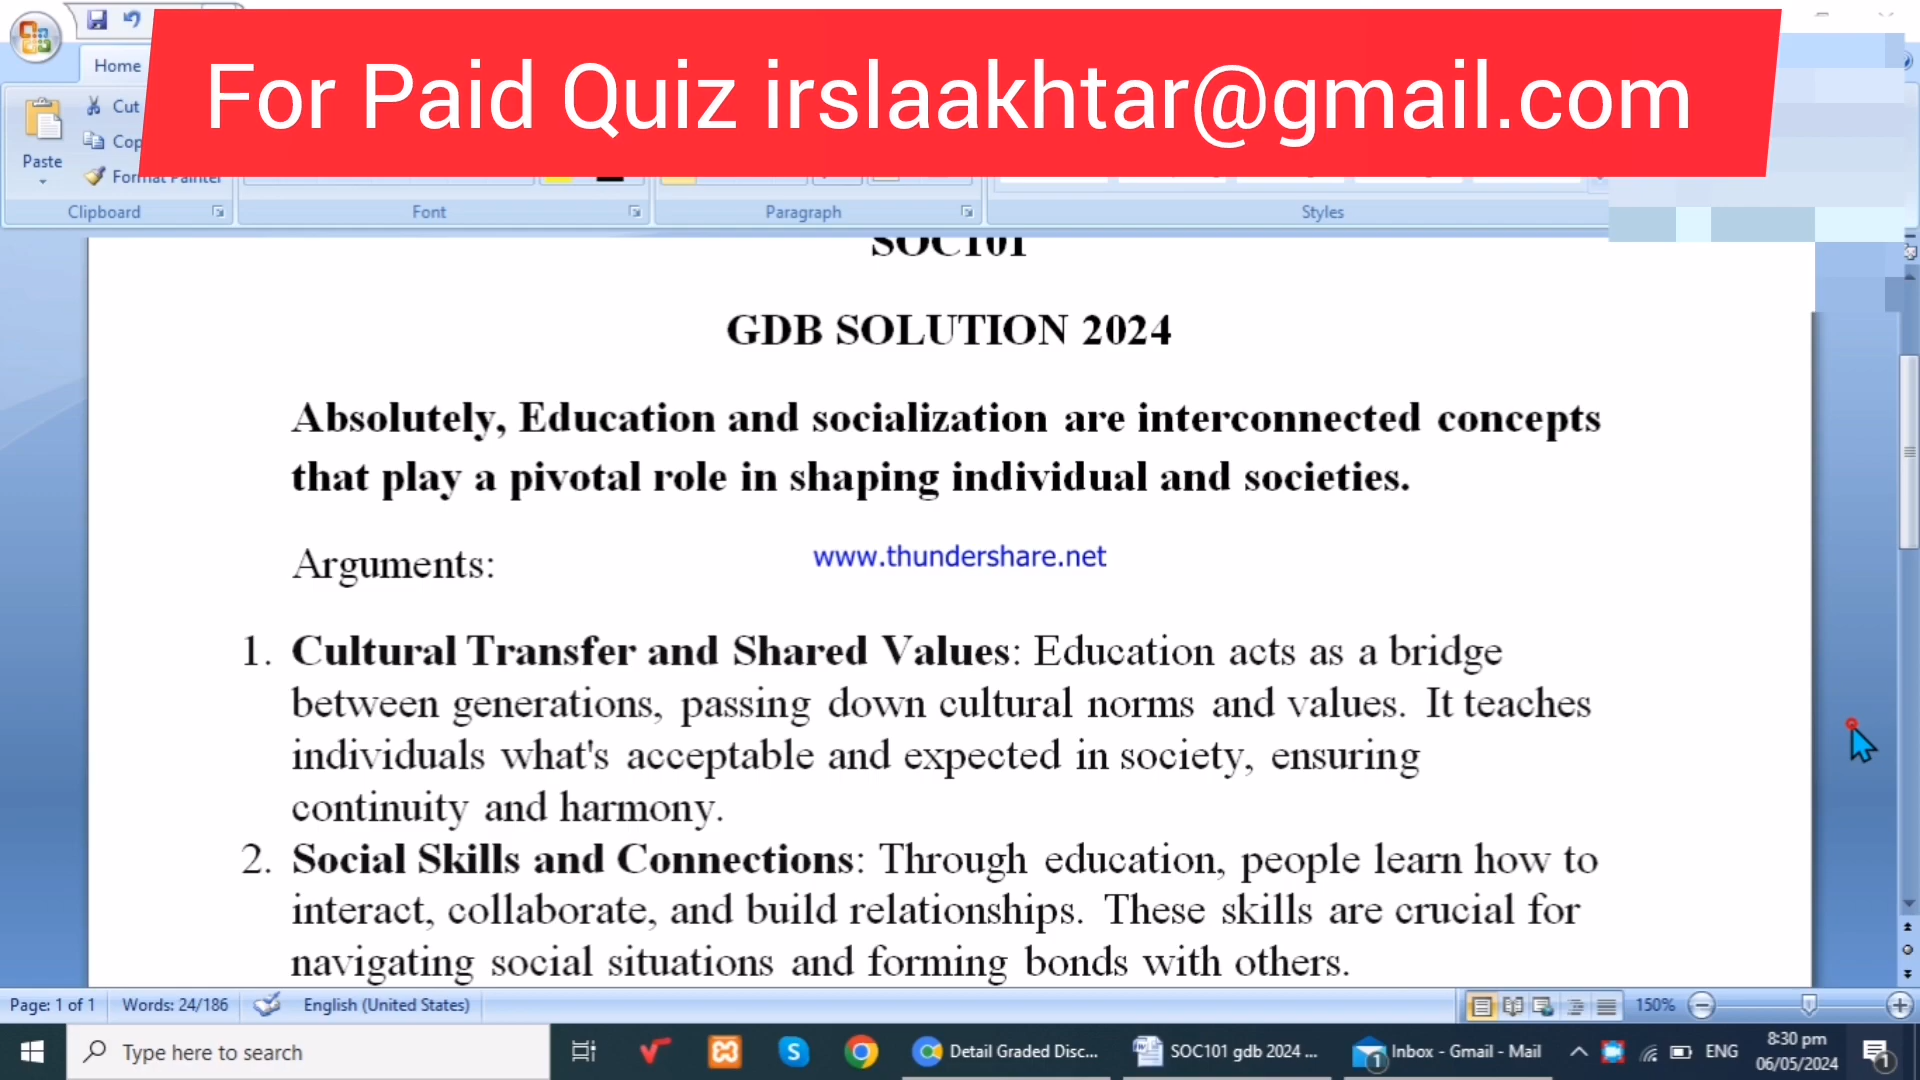 For Paid Quiz irslaakhtar@gmail.com
Home
Cut
Paste
Format Painter
Clipboard
Font
Paragraph
Styles
SOC101
GDB SOLUTION 2024
Absolutely, Education and socialization are interconnected concepts
that play a pivotal role in shaping individual and societies.
www.thundershare.net
Arguments:
1. Cultural Transfer and Shared Values: Education acts as a bridge
between generations, passing down cultural norms and values. It teaches
individuals what's acceptable and expected in society, ensuring
continuity and harmony.
2. Social Skills and Connections: Through education, people learn how to
interact, collaborate, and build relationships. These skills are crucial for
navigating social situations and forming bonds with others.
Page: 1 of 1 Words: 24/186 English (United States) 150%
Type here to search Detail Graded Disc... SOC101 gdb 2024 ... Inbox - Gmail - Mail ENG
8:30 pm
06/05/2024